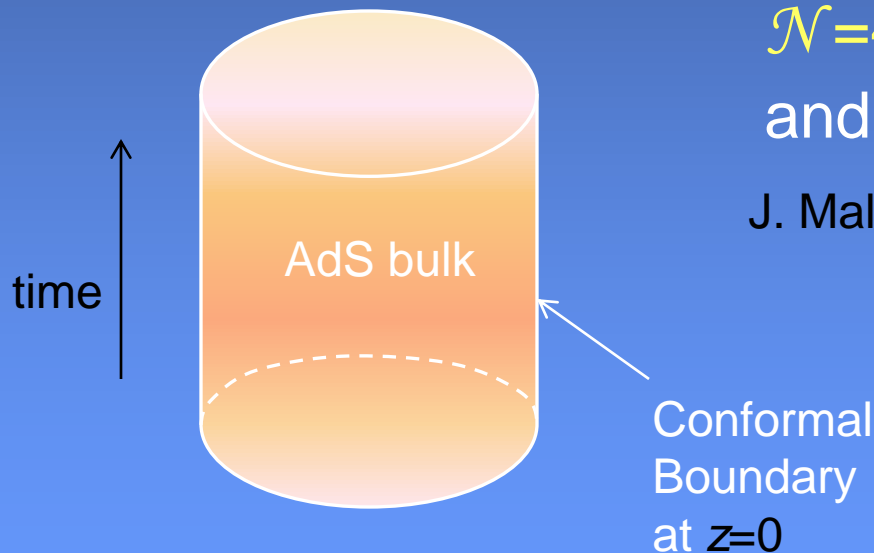 𝒩=
and
J. Mal
AdS bulk
time
Conformal
Boundary
at z=0